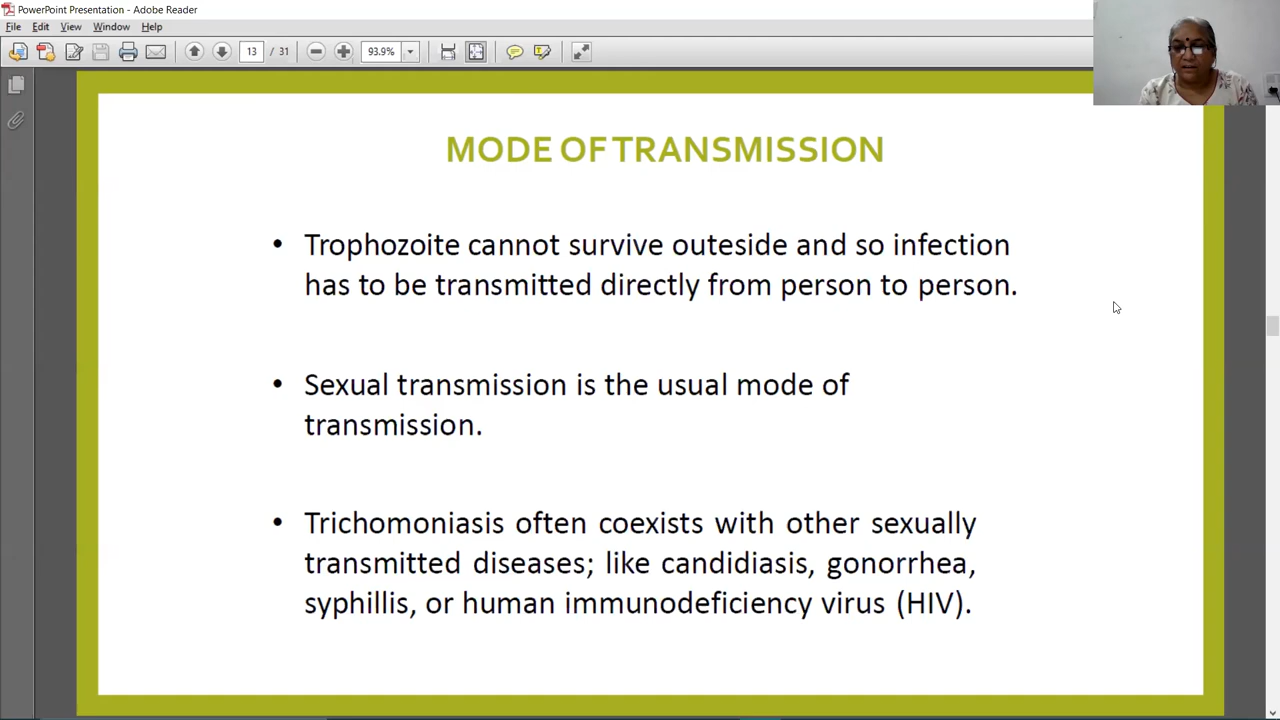 PowerPoint Presentation - Adobe Reader
File Edit View Window Help
13 / 31 93.9%
MODE OF TRANSMISSION
• Trophozoite cannot survive outeside and so infection
has to be transmitted directly from person to person.
• Sexual transmission is the usual mode of
transmission.
• Trichomoniasis often coexists with other sexually
transmitted diseases; like candidiasis, gonorrhea,
syphillis, or human immunodeficiency virus (HIV).